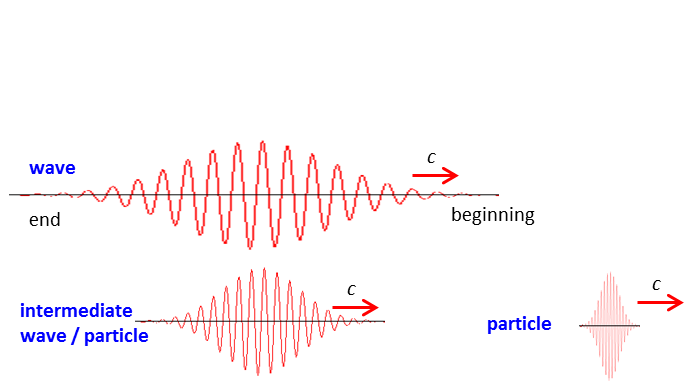 c
wave
end
beginning
c
intermediate
wave / particle
c
particle